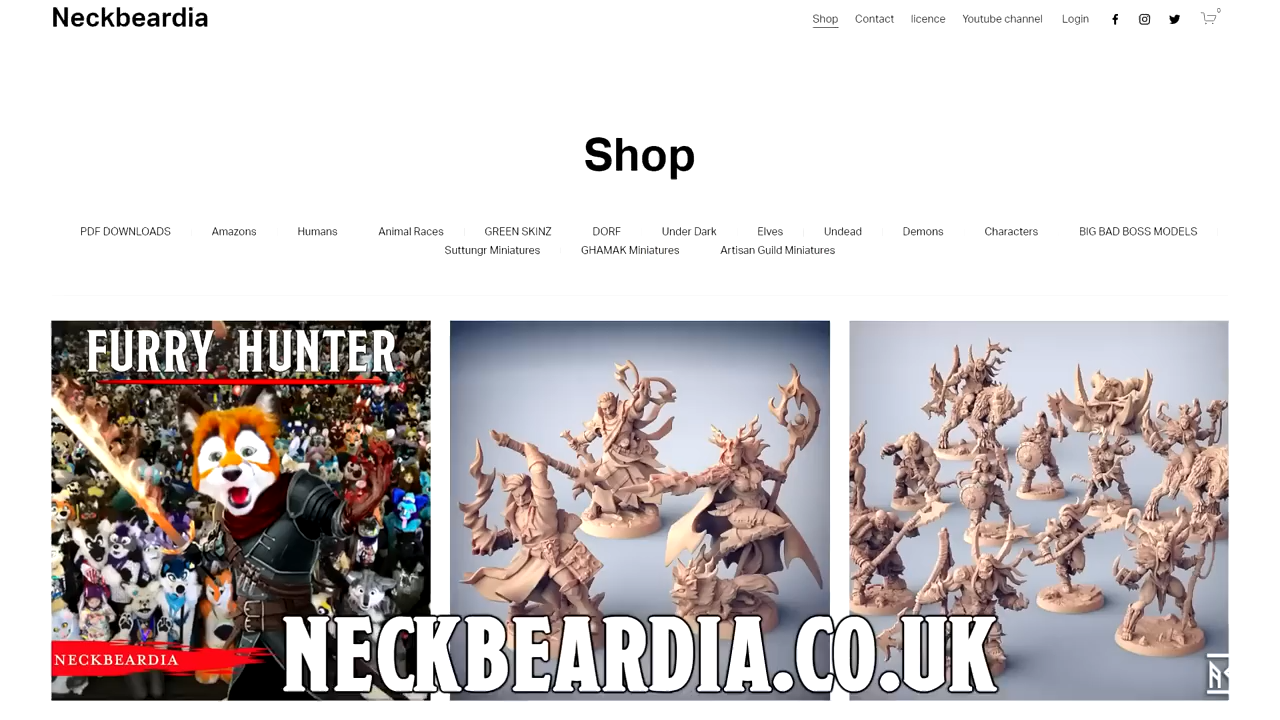 Neckbeardia
Shop Contact licence Youtube channel Login 0
Shop
PDF DOWNLOADS Amazons Humans Animal Races GREEN SKINZ DORF Under Dark Elves Undead Demons Characters BIG BAD BOSS MODELS
Suttungr Miniatures GHAMAK Miniatures Artisan Guild Miniatures
FURRY HUNTER
NECKBEARDIA
NECKBEARDIA.CO.UK